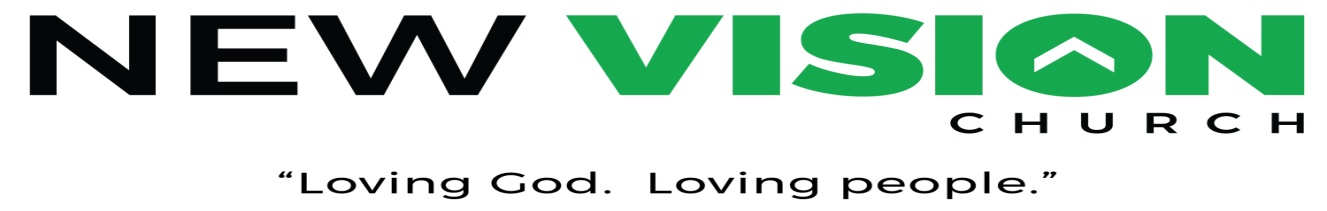 NEW VISION
CHURCH
“Loving God.  Loving people.”